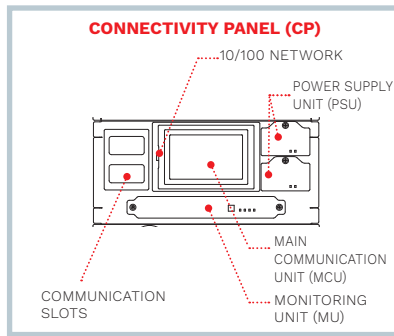 CONNECTIVITY PANEL (CP)
10/100 NETWORK
POWER SUPPLY
UNIT (PSU)
MAIN
COMMUNICATION
UNIT (MCU)
COMMUNICATION
SLOTS
MONITORING
UNIT (MU)